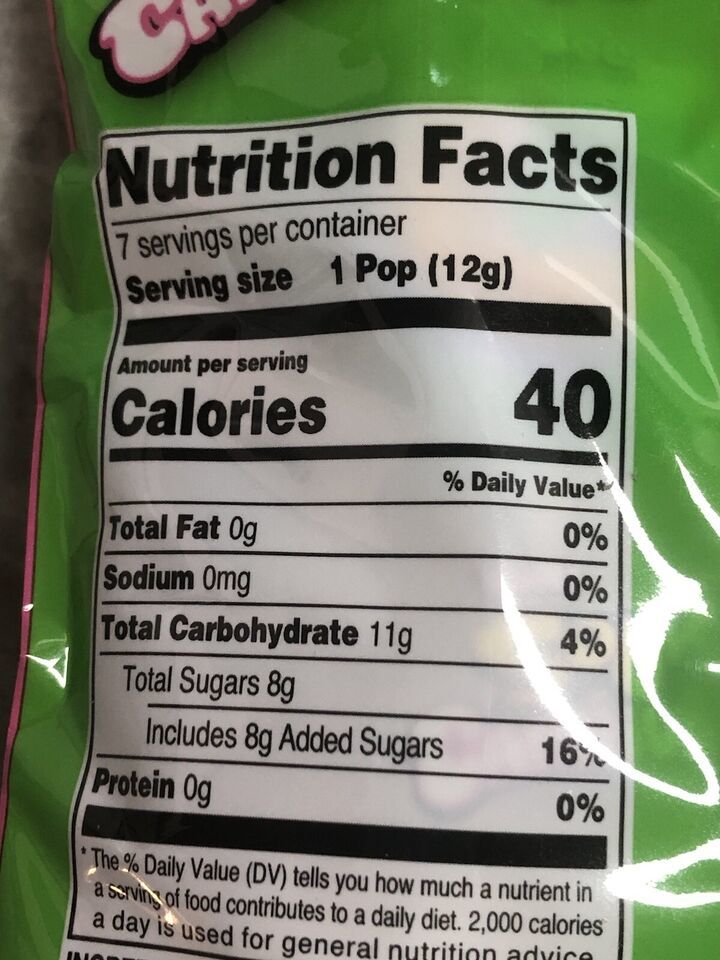 Nutrition Facts
7 servings per container
Serving size 1 Pop (12g)
Amount per serving
Calories 40
% Daily Value*
Total Fat 0g 0%
Sodium 0mg 0%
Total Carbohydrate 11g 4%
Total Sugars 8g
Includes 8g Added Sugars 16%
Protein 0g 0%
* The % Daily Value (DV) tells you how much a nutrient in
a serving of food contributes to a daily diet. 2,000 calories
a day is used for general nutrition advice.